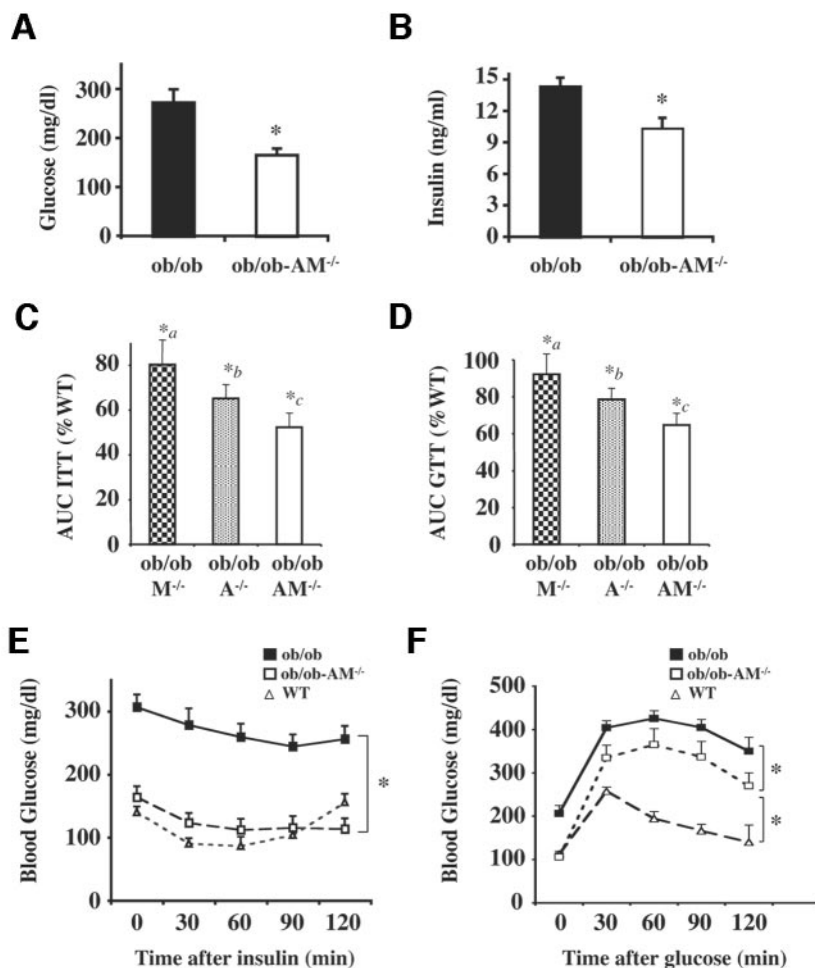 A
Glucose (mg/dl)
300
200
100
0
*
ob/ob
ob/ob-AM-/-
B
Insulin (ng/ml)
15
12
9
6
3
0
*
ob/ob
ob/ob-AM-/-
C
AUC ITT (%WT)
80
60
40
20
0
*a
*b
*c
ob/ob ob/ob ob/ob
M-/- A-/- AM-/-
D
AUC GTT (%WT)
100
80
60
40
20
0
*a
*b
*c
ob/ob ob/ob ob/ob
M-/- A-/- AM-/-
E
ob/ob
ob/ob-AM-/-
WT
Blood Glucose (mg/dl)
300
200
100
0
*
0 30 60 90 120
Time after insulin (min)
F
ob/ob
ob/ob-AM-/-
WT
Blood Glucose (mg/dl)
500
400
300
200
100
0
*
*
0 30 60 90 120
Time after glucose (min)